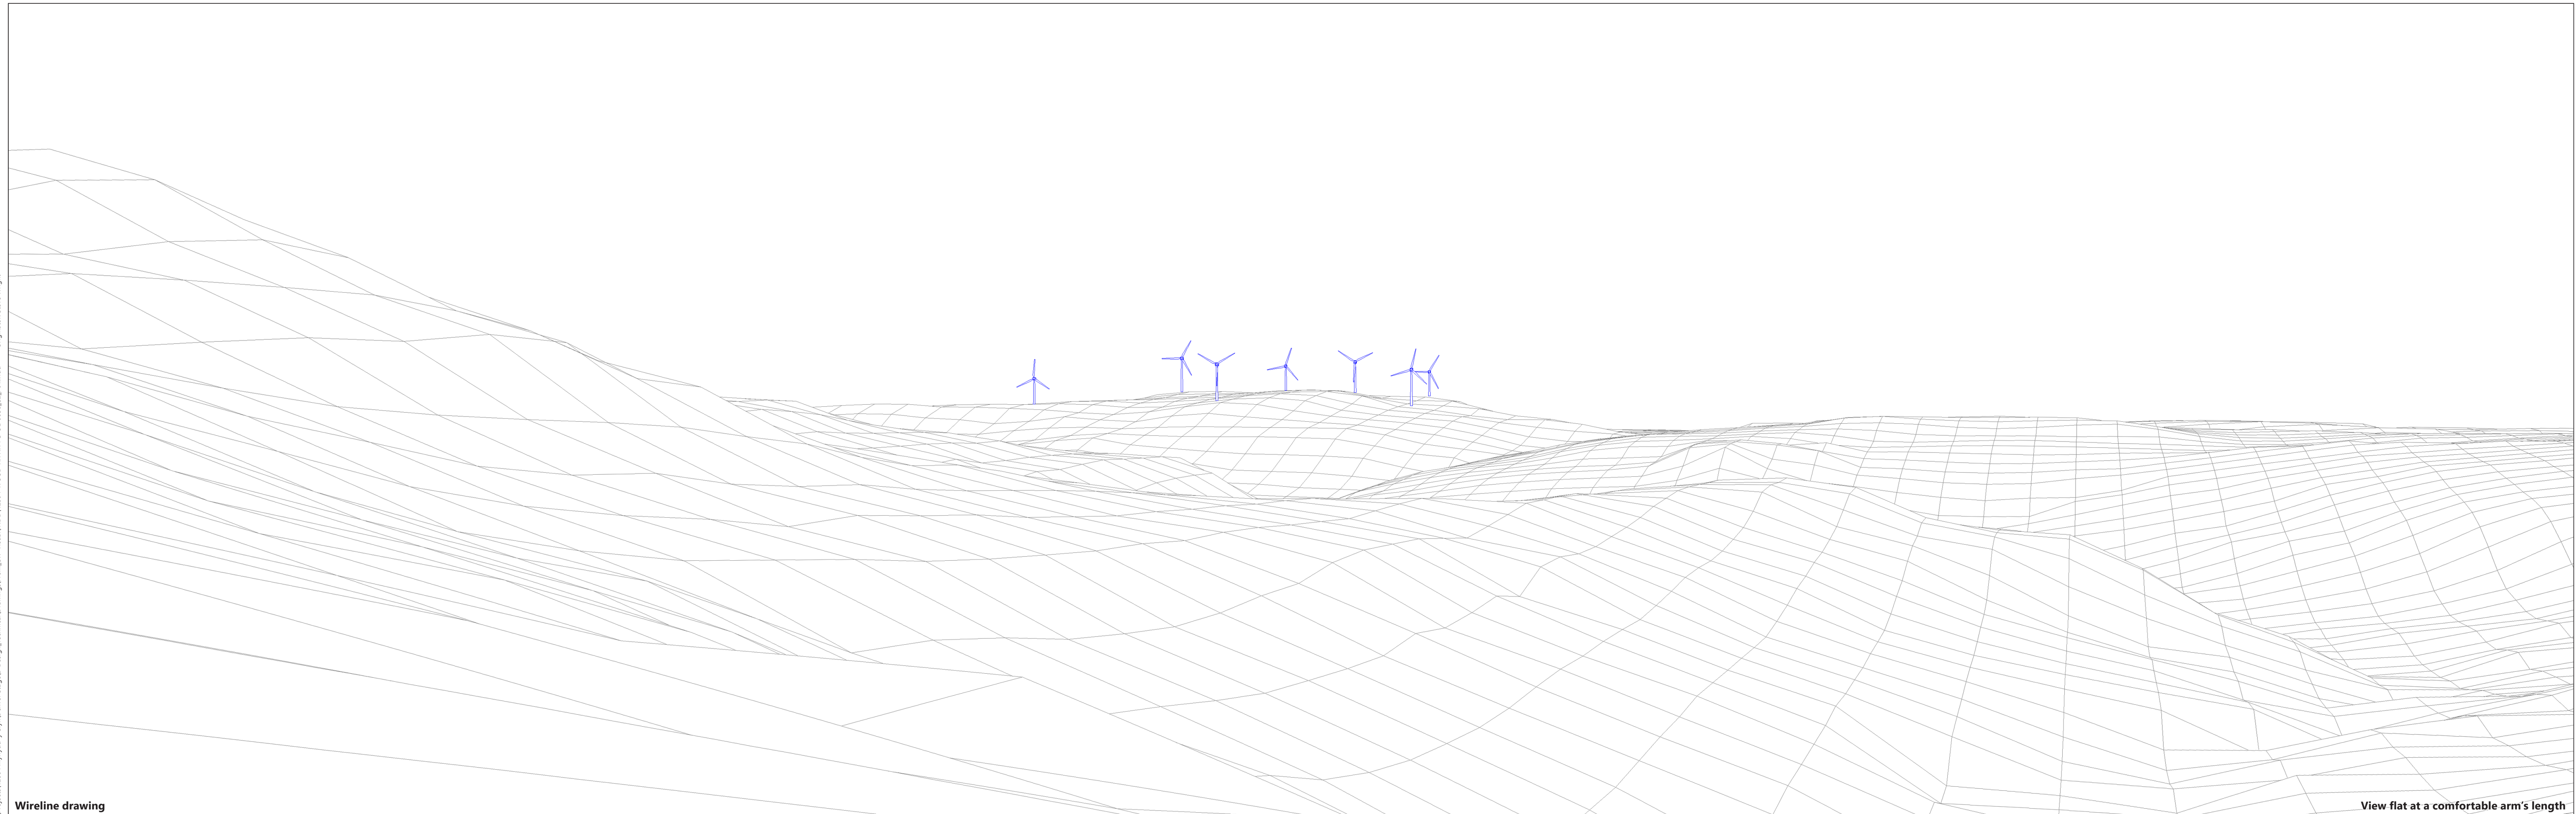 Wireline drawing
View flat at a comfortable arm's length